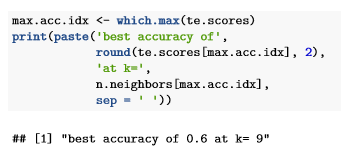 max.acc.idx <- which.max(te.scores)
print(paste('best accuracy of',
round(te.scores[max.acc.idx], 2),
'at k=',
n.neighbors[max.acc.idx],
sep = ' '))
## [1] "best accuracy of 0.6 at k= 9"